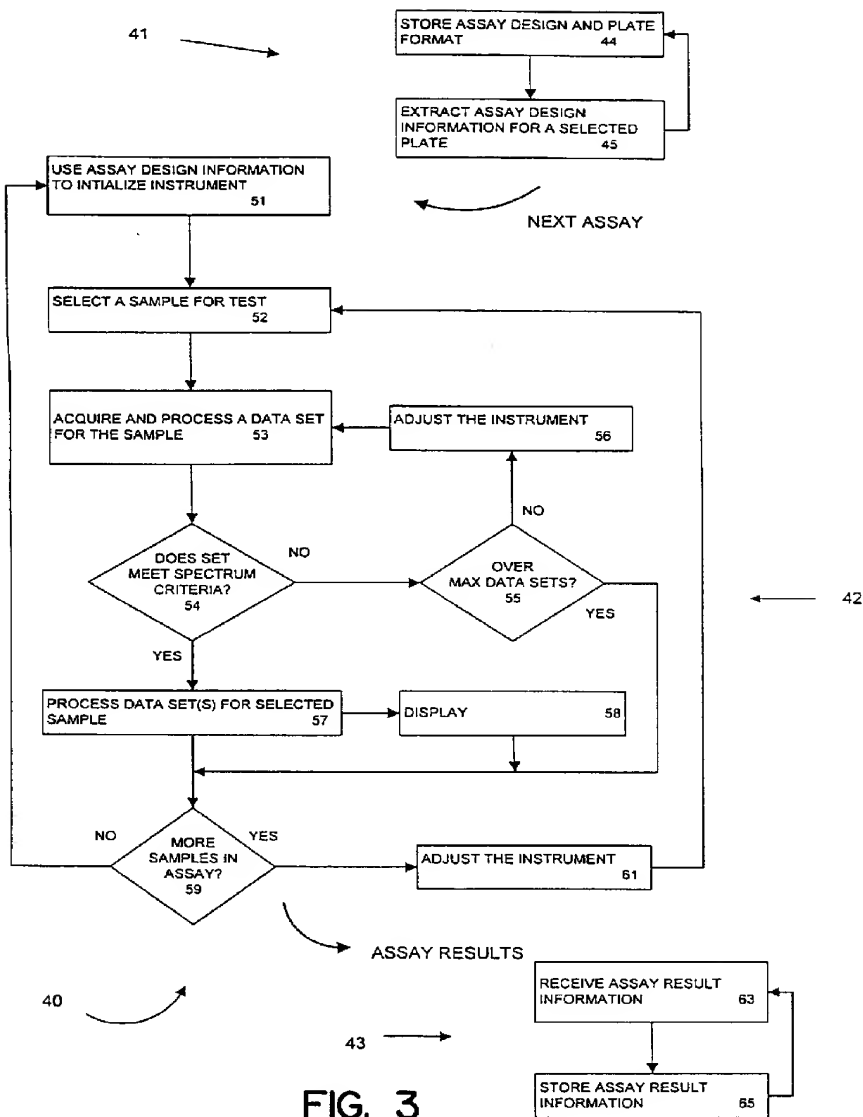 41
STORE ASSAY DESIGN AND PLATE
FORMAT
44
EXTRACT ASSAY DESIGN
INFORMATION FOR A SELECTED
PLATE
45
USE ASSAY DESIGN INFORMATION
TO INTIALIZE INSTRUMENT
51
NEXT ASSAY
SELECT A SAMPLE FOR TEST
52
ACQUIRE AND PROCESS A DATA SET
FOR THE SAMPLE
53
ADJUST THE INSTRUMENT
56
NO
DOES SET
MEET SPECTRUM
CRITERIA?
54
NO
OVER
MAX DATA SETS?
55
YES
42
YES
PROCESS DATA SET(S) FOR SELECTED
SAMPLE
57
DISPLAY
58
NO
MORE
SAMPLES IN
ASSAY?
59
YES
ADJUST THE INSTRUMENT
61
ASSAY RESULTS
40
43
RECEIVE ASSAY RESULT
INFORMATION
63
STORE ASSAY RESULT
INFORMATION
65
FIG. 3